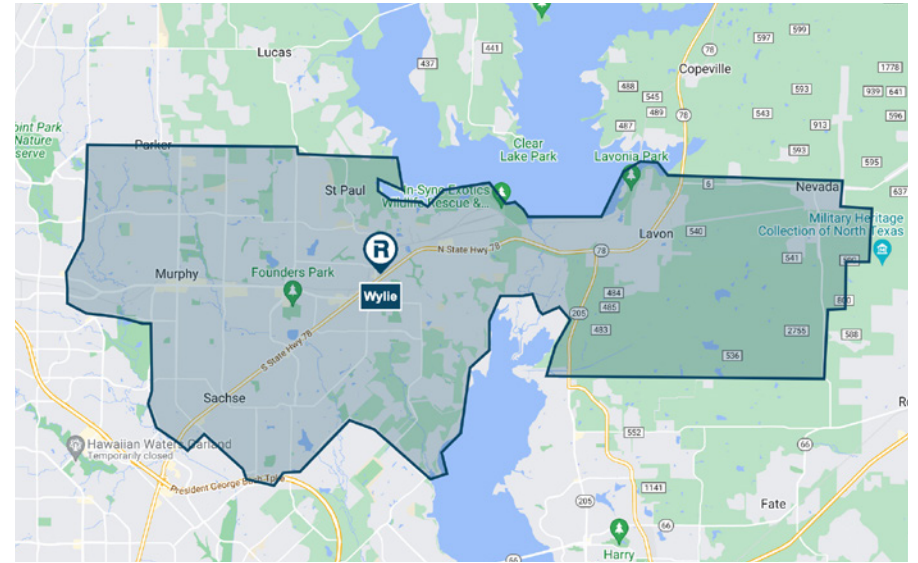 Lucas
441
437
78
597
599
Copeville
1778
488
593
939
641
545
489
78
543
596
oint Park
Nature
serve
487
913
Clear
Lake Park
Parker
Lavonia Park
593
595
Murphy
St Paul
In-Sync Exotics
Wildlife Rescue &...
6
Nevada
637
Military Heritage
Collection of North Texas
R
Lavon
540
N State Hwy 78
78
541
Founders Park
Wylie
484
485
205
483
2755
588
S State Hwy 78
536
Sachse
Hawaiian Waters Garland
Temporarily closed
552
66
President George Bush Tpke
1141
205
Fate
66
66
Harry